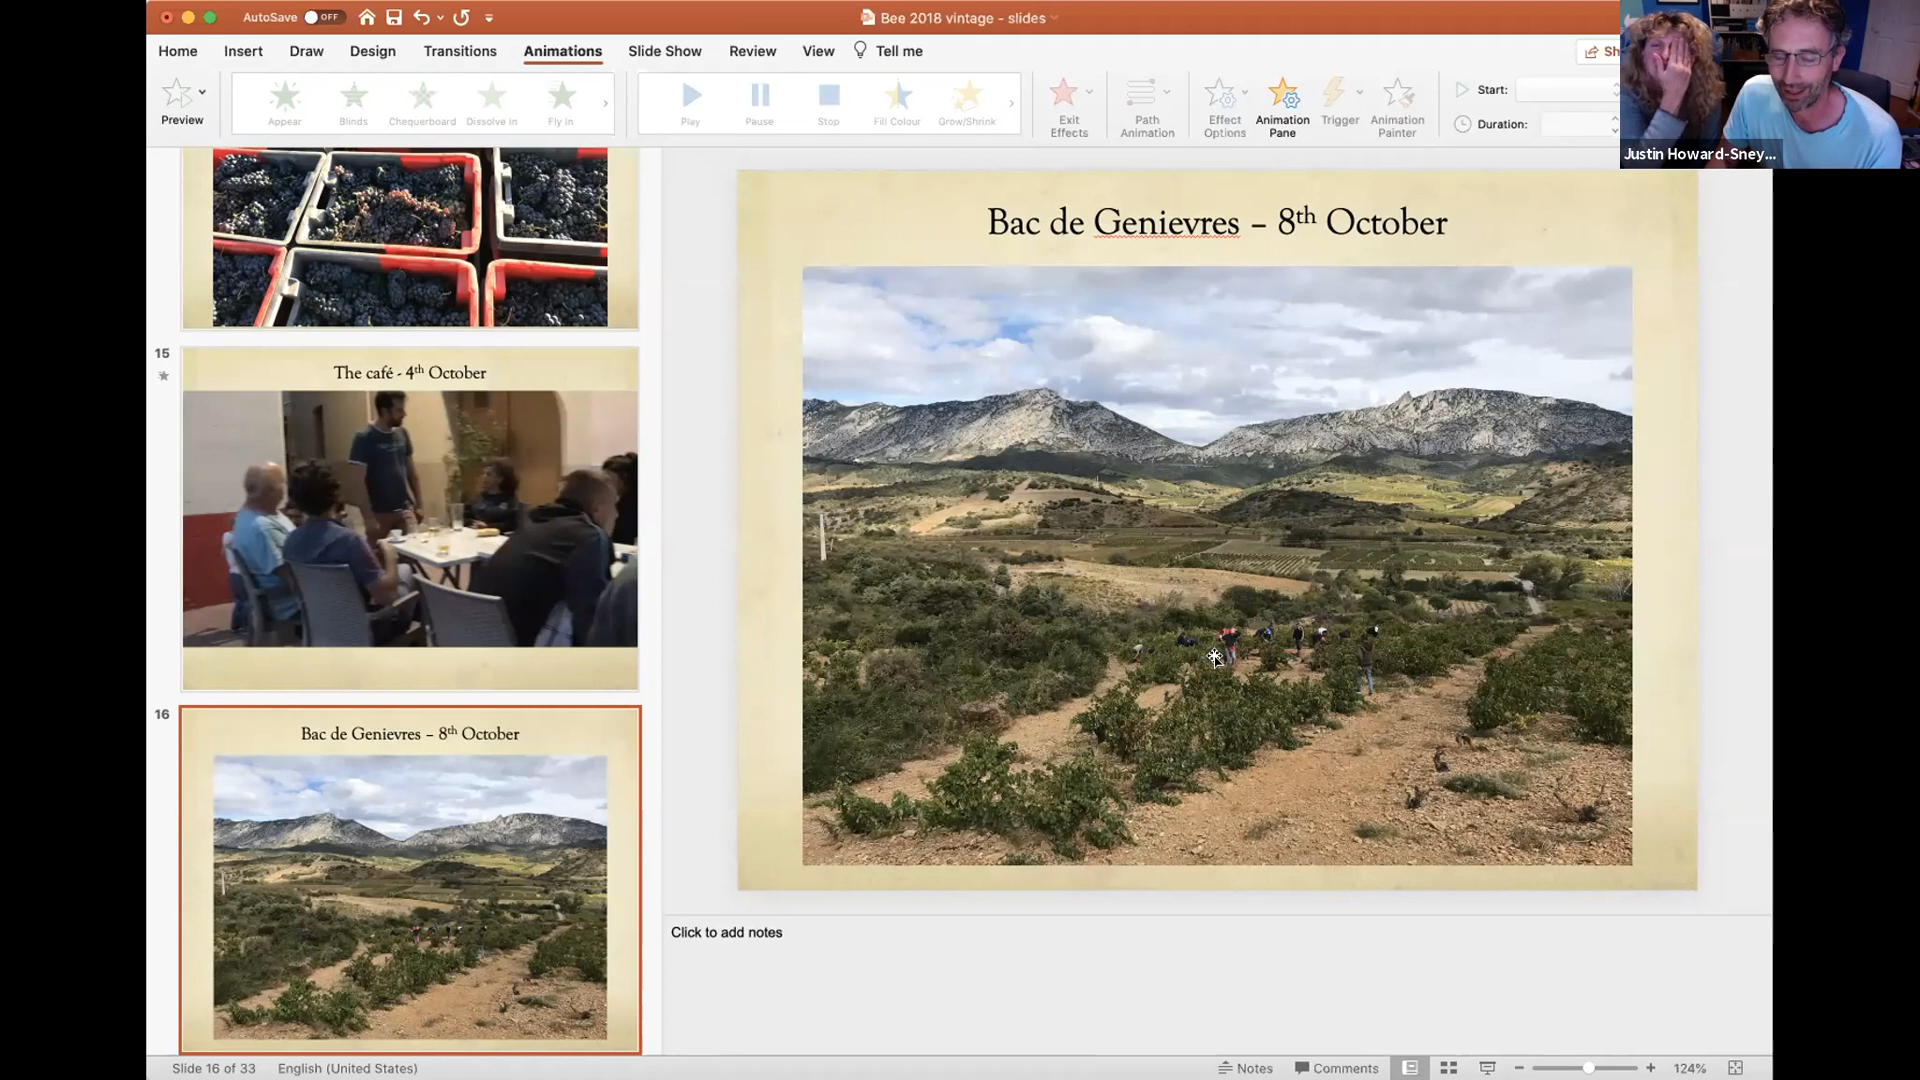 AutoSave OFF
Bee 2018 vintage - slides
Home Insert Draw Design Transitions Animations Slide Show Review View Tell me
Preview
Appear Blinds Chequerboard Dissolve In Fly In
Play Pause Stop Fill Colour Grow/Shrink
Exit Effects
Path Animation
Effect Options
Animation Pane
Trigger
Animation Painter
Start:
Duration:
Justin Howard-Sney...
15
The café - 4th October
16
Bac de Genievres – 8th October
Bac de Genievres – 8th October
Click to add notes
Slide 16 of 33 English (United States) Notes Comments 124%